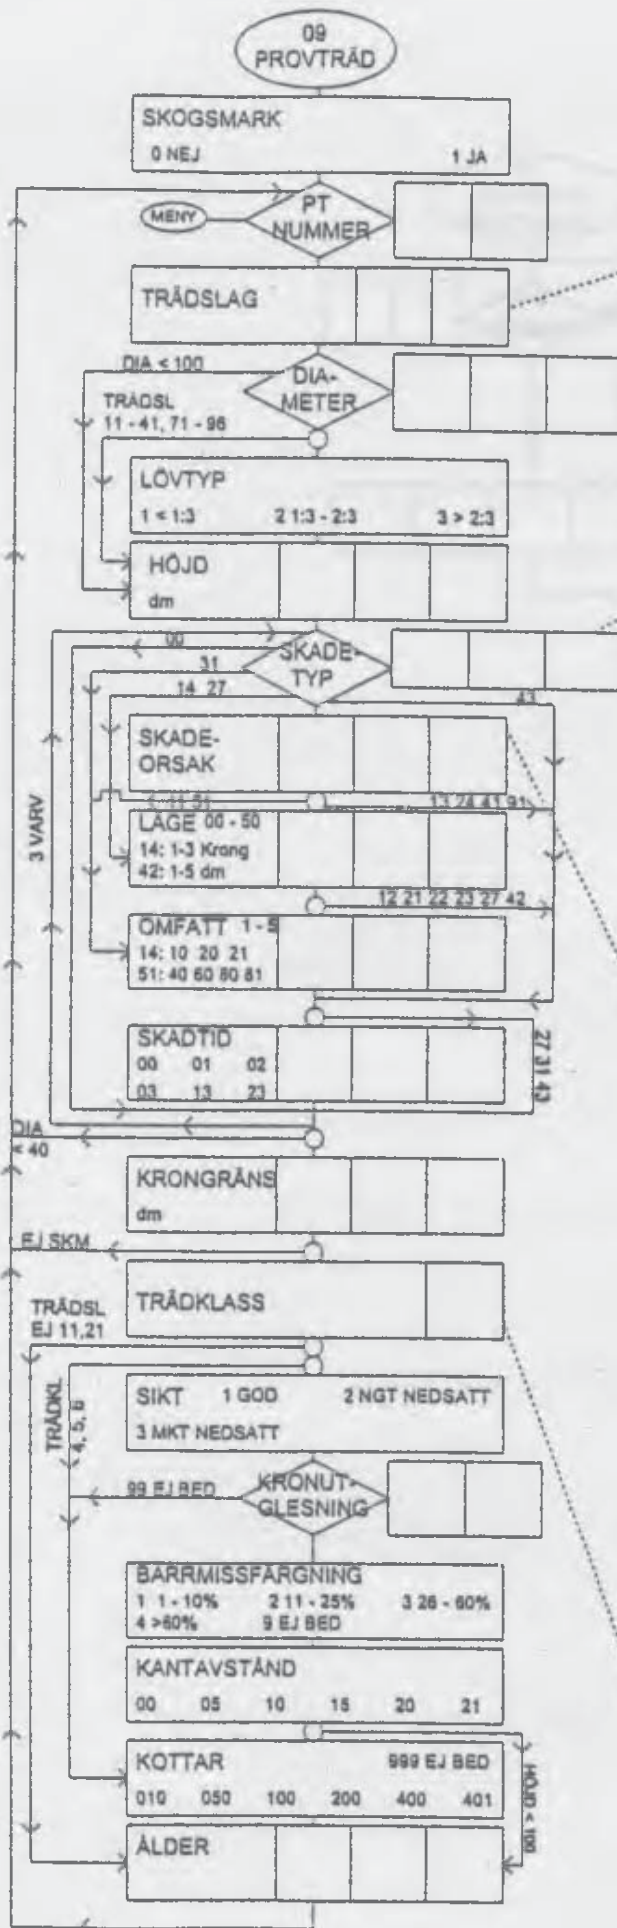 09
PROVTRÄD
SKOGSMARK
0 NEJ 1 JA
MENY
PT
NUMMER
TRÄDSLAG
DIA < 100
DIA-
METER
TRÄDSL
11 - 41, 71 - 96
LÖVTYP
1 < 1:3 2 1:3 - 2:3 3 > 2:3
HÖJD
dm
00
31
14 27
SKADE-
TYP
43
SKADE-
ORSAK
11 51
13 24 41 91
3 VARV
LÄGE 00 - 50
14: 1-3 Krong
42: 1-5 dm
12 21 22 23 27 42
OMFATT 1 - 5
14: 10 20 21
51: 40 60 80 81
SKADTID
00 01 02
03 13 23
27 31 43
DIA
< 40
KRONGRÄNS
dm
EJ SKM
TRÄDKLASS
TRÄDSL
EJ 11,21
TRÄDKL
4, 5, 6
SIKT 1 GOD 2 NGT NEDSATT
3 MKT NEDSATT
99 EJ BED
KRONUT-
GLESNING
BARRMISSFÄRGNING
1 1 - 10% 2 11 - 25% 3 26 - 60%
4 >60% 9 EJ BED
KANTAVSTÅND
00 05 10 15 20 21
KOTTAR 999 EJ BED
010 050 100 200 400 401
HÖJD < 100
ÅLDER